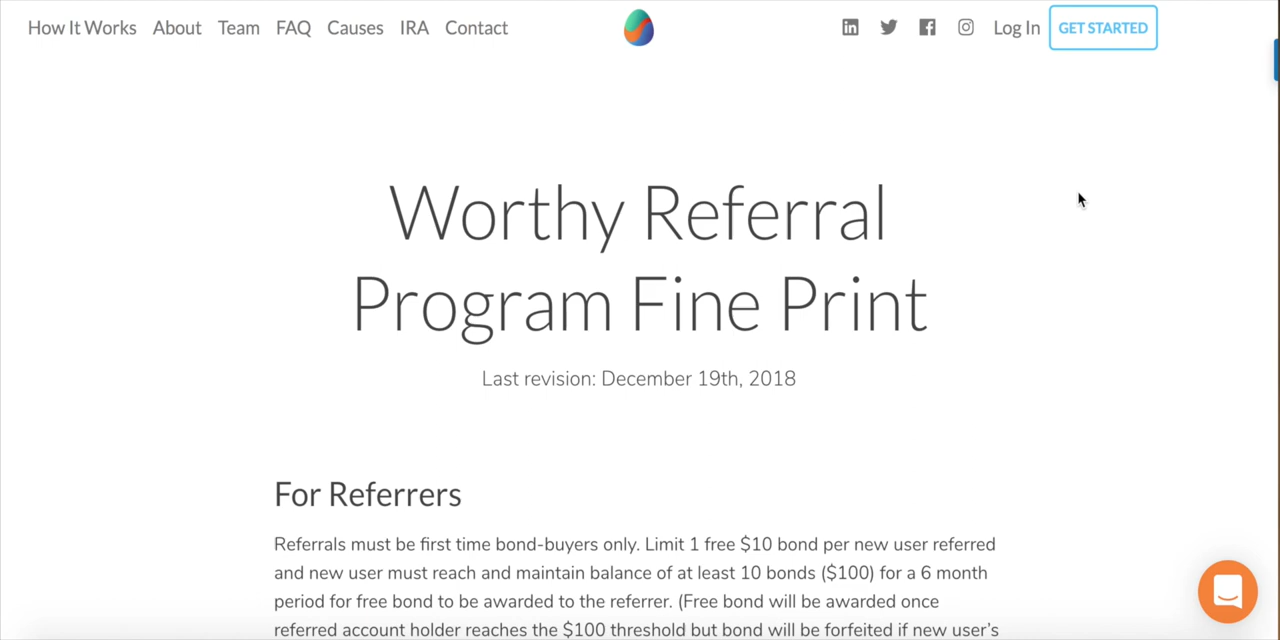 How It Works About Team FAQ Causes IRA Contact Log In GET STARTED
Worthy Referral
Program Fine Print
Last revision: December 19th, 2018
For Referrers
Referrals must be first time bond-buyers only. Limit 1 free $10 bond per new user referred
and new user must reach and maintain balance of at least 10 bonds ($100) for a 6 month
period for free bond to be awarded to the referrer. (Free bond will be awarded once
referred account holder reaches the $100 threshold but bond will be forfeited if new user's